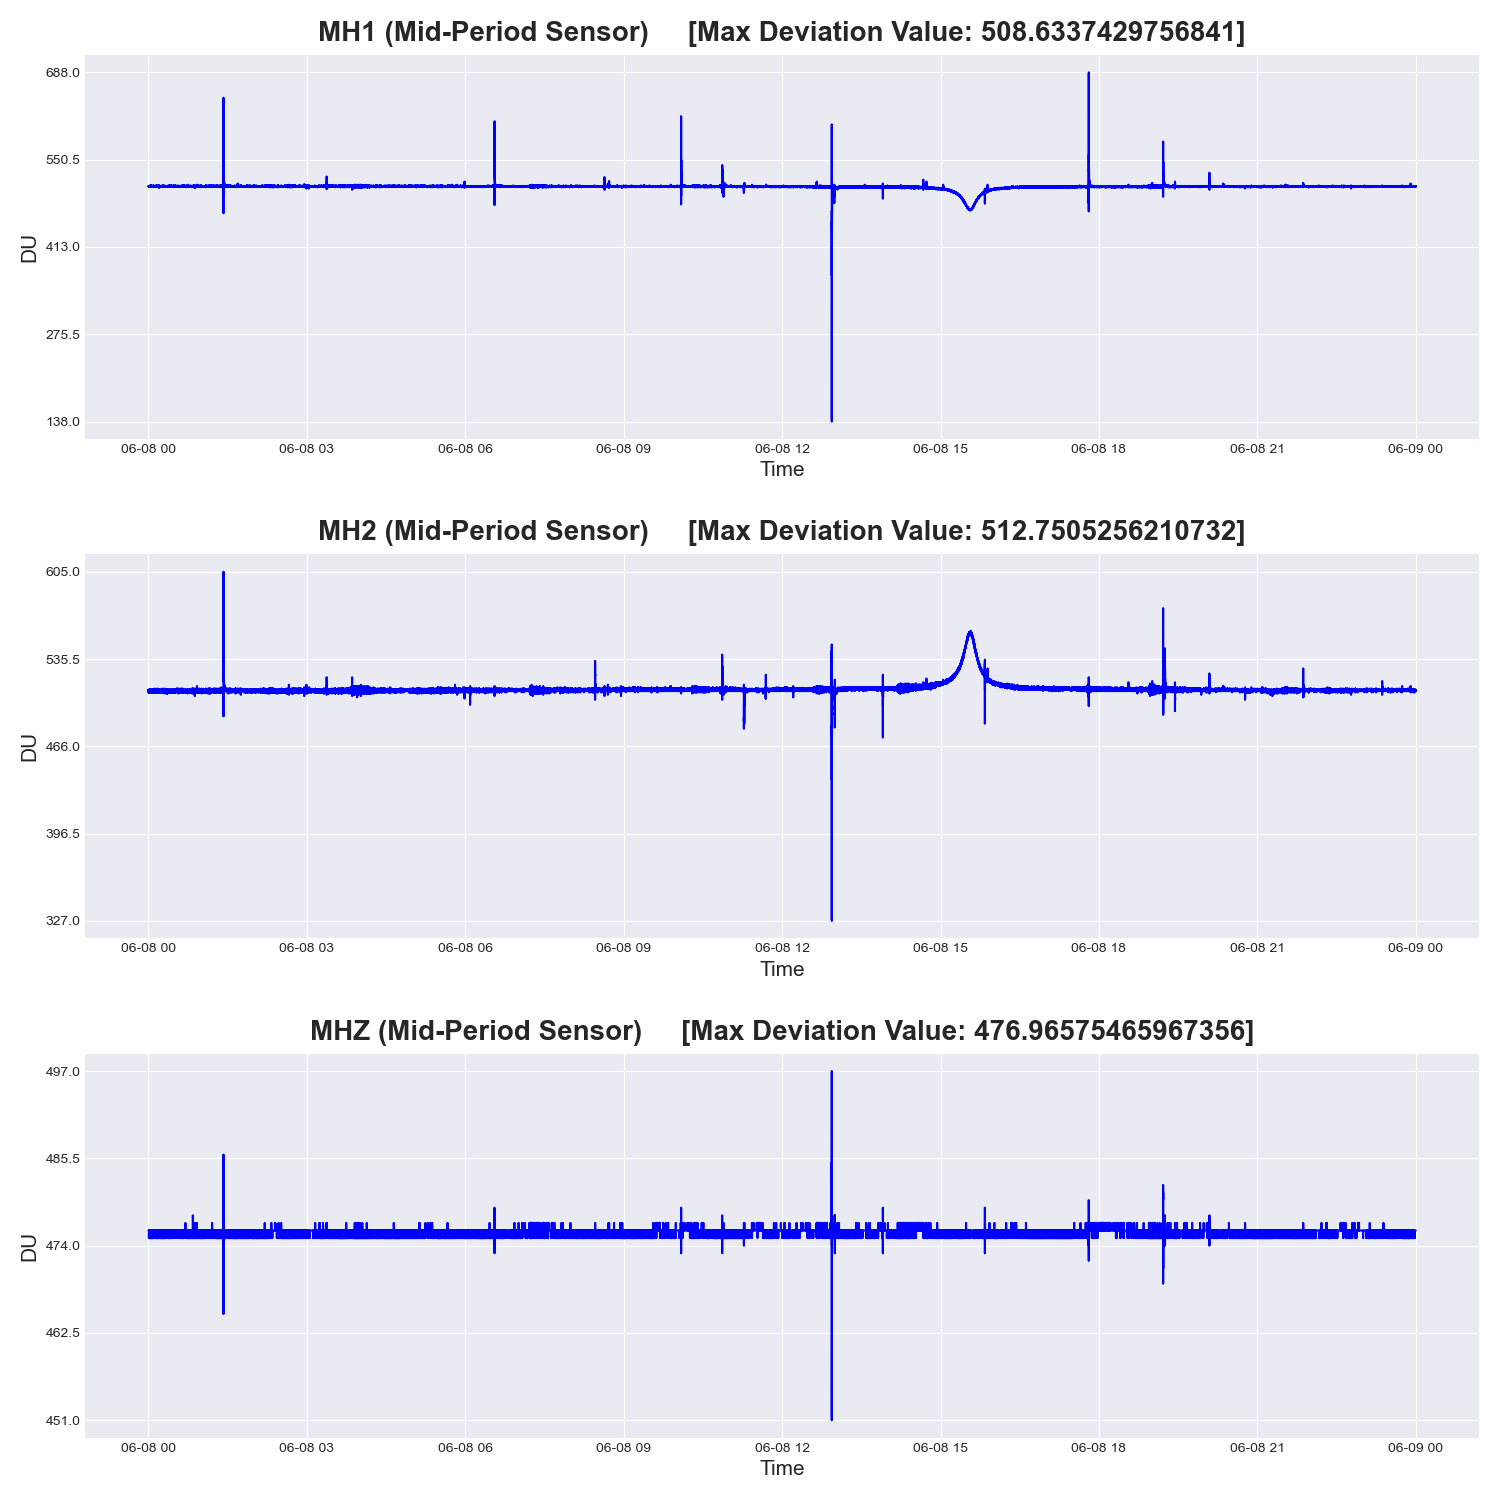 MH1 (Mid-Period Sensor) [Max Deviation Value: 508.6337429756841]
688.0
550.5
413.0
275.5
138.0
DU
06-08 00 06-08 03 06-08 06 06-08 09 06-08 12 06-08 15 06-08 18 06-08 21 06-09 00
Time
MH2 (Mid-Period Sensor) [Max Deviation Value: 512.7505256210732]
605.0
535.5
466.0
396.5
327.0
DU
06-08 00 06-08 03 06-08 06 06-08 09 06-08 12 06-08 15 06-08 18 06-08 21 06-09 00
Time
MHZ (Mid-Period Sensor) [Max Deviation Value: 476.96575465967356]
497.0
485.5
474.0
462.5
451.0
DU
06-08 00 06-08 03 06-08 06 06-08 09 06-08 12 06-08 15 06-08 18 06-08 21 06-09 00
Time